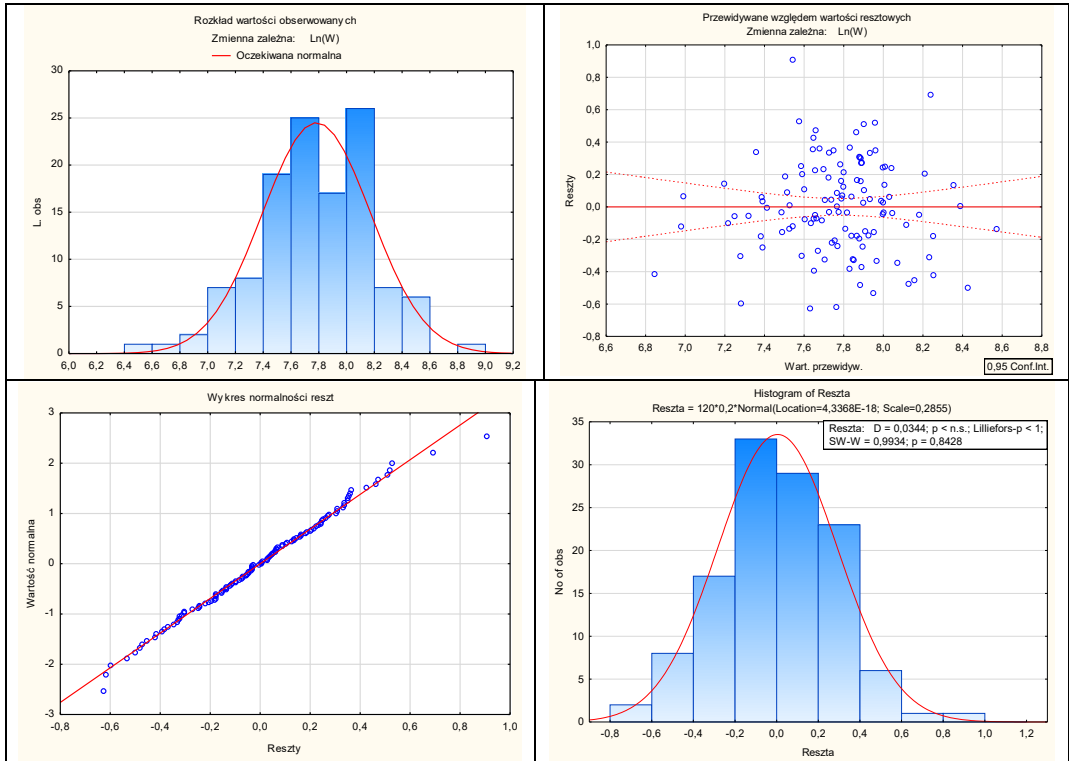 Rozkład wartości obserwowanych
Zmienna zależna: Ln(W)
Oczekiwana normalna
30
25
20
15
10
5
0
L. obs
6,0 6,2 6,4 6,6 6,8 7,0 7,2 7,4 7,6 7,8 8,0 8,2 8,4 8,6 8,8 9,0 9,2
Przewidywane względem wartości resztowych
Zmienna zależna: Ln(W)
1,0
0,8
0,6
0,4
0,2
0,0
-0,2
-0,4
-0,6
-0,8
Reszty
6,6 6,8 7,0 7,2 7,4 7,6 7,8 8,0 8,2 8,4 8,6 8,8
Wart. przewidyw.
0,95 Conf.Int.
Wykres normalności reszt
3
2
1
0
-1
-2
-3
Wartość normalna
-0,8 -0,6 -0,4 -0,2 0,0 0,2 0,4 0,6 0,8 1,0
Reszty
Histogram of Reszta
Reszta = 120*0,2*Normal(Location=4,3368E-18; Scale=0,2855)
Reszta: D = 0,0344; p < n.s.; Lilliefors-p < 1;
SW-W = 0,9934; p = 0,8428
35
30
25
20
15
10
5
0
No of obs
-0,8 -0,6 -0,4 -0,2 0,0 0,2 0,4 0,6 0,8 1,0 1,2
Reszta